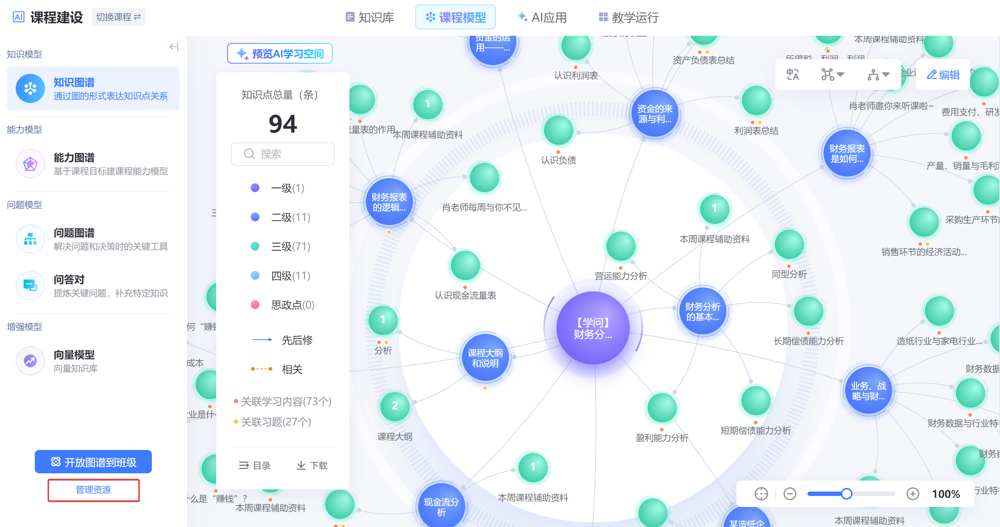 AI 课程建设 切换课程
知识库
课程模型
AI应用
教学运行
知识模型
知识图谱
通过图的形式表达知识点关系
能力模型
能力图谱
基于课程目标建课程能力模型
问题模型
问题图谱
解决问题和决策时的关键工具
问答对
提炼关键问题，补充特定知识
增强模型
向量模型
向量知识库
开放图谱到班级
管理资源
预览AI学习空间
知识点总量（条）
94
搜索
一级(1)
二级(11)
三级(71)
四级(11)
思政点(0)
先后修
相关
关联学习内容(73个)
关联习题(27个)
目录
下载
编辑
资金的运
用——...
认识利润表
资产负债表总结
本周课程辅助资料
所得税、利润、利润
肖老师邀你来听课啦~
费用支付、研发
1
流量表的作用
本周课程辅助资料
资金的来
源与利...
利润表总结
认识负债
财务报表
是如何...
产量、销量与毛利润
财务报表
的逻辑...
肖老师每周与你不见...
1
本周课程辅助资料
采购生产环节
销售环节的经济活动...
认识现金流量表
营运能力分析
同型分析
【学问】
财务分...
财务分析
的基本...
长期偿债能力分析
造纸行业与家电行业...
何“赚钱
1
分析
成本
课程大纲
和说明
财务数据
业务、战
略与财...
2
课程大纲
企业是什么
盈利能力分析
短期偿债能力分析
财务数据与行业特征
财务数
1
本周课程辅助资料
什么是“赚钱”？
本周课程辅助资料
现金流分
析
某造纸企
行业特
本周课程辅助资料
100%